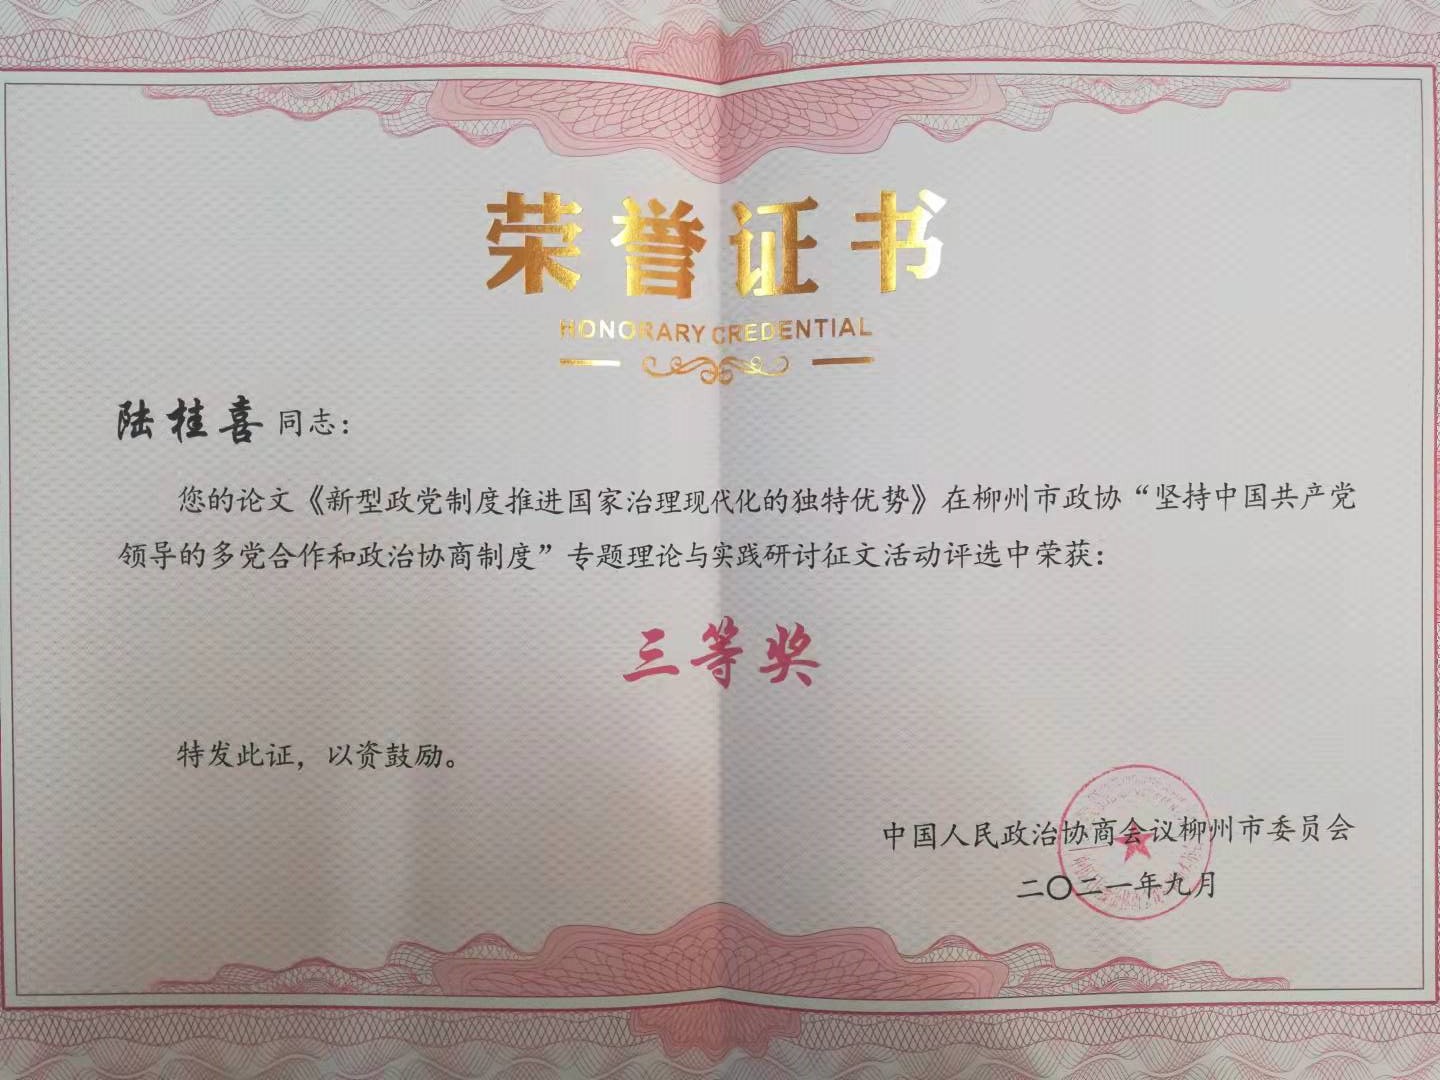 荣誉证书
HONORARY CREDENTIAL
陆桂喜同志：
您的论文《新型政党制度推进国家治理现代化的独特优势》在柳州市政协“坚持中国共产党
领导的多党合作和政治协商制度”专题理论与实践研讨征文活动评选中荣获：
三等奖
特发此证，以资鼓励。
中国人民政治协商会议柳州市委员会
二〇二一年九月